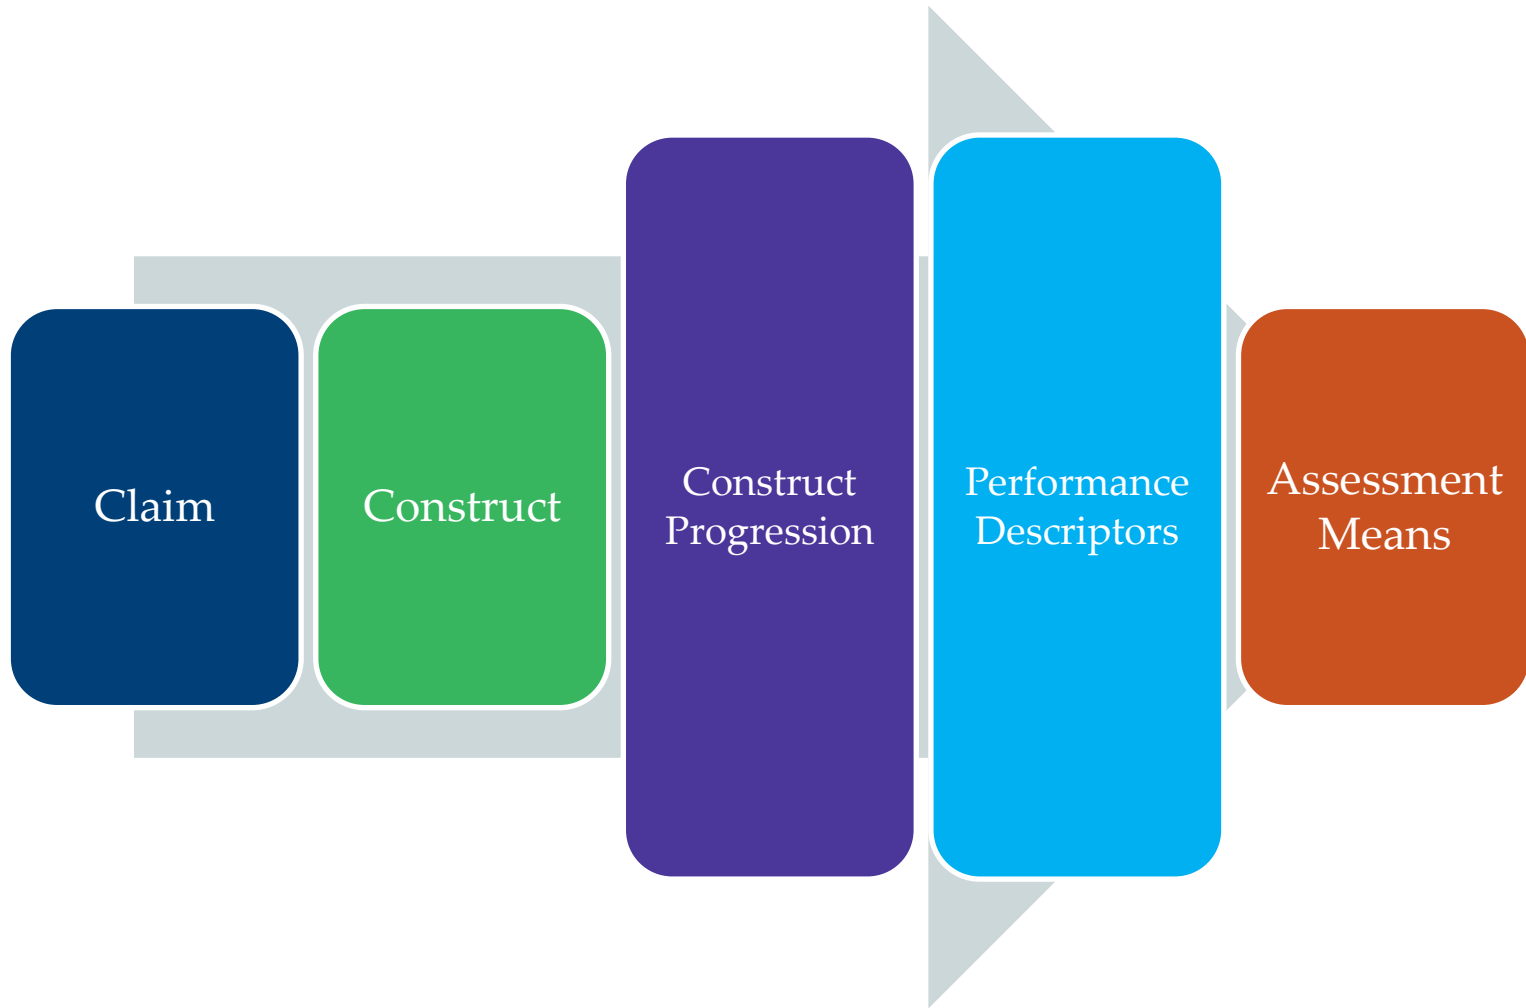 Claim
Construct
Construct
Progression
Performance
Descriptors
Assessment
Means